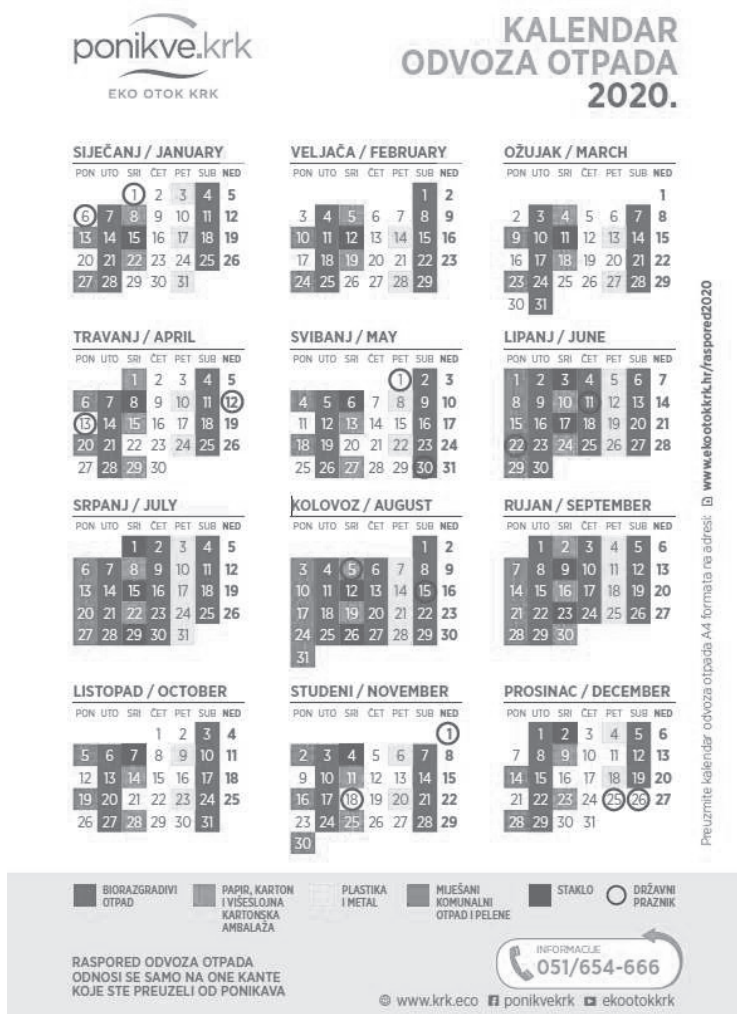 ponikve.krk
EKO OTOK KRK
KALENDAR
ODVOZA OTPADA
2020.
SIJEČANJ / JANUARY
PON UTO SRI ČET PET SUB NED
1 2 3 4 5
6 7 8 9 10 11 12
13 14 15 16 17 18 19
20 21 22 23 24 25 26
27 28 29 30 31
VELJAČA / FEBRUARY
PON UTO SRI ČET PET SUB NED
1 2
3 4 5 6 7 8 9
10 11 12 13 14 15 16
17 18 19 20 21 22 23
24 25 26 27 28 29
OŽUJAK / MARCH
PON UTO SRI ČET PET SUB NED
1
2 3 4 5 6 7 8
9 10 11 12 13 14 15
16 17 18 19 20 21 22
23 24 25 26 27 28 29
30 31
TRAVANJ / APRIL
PON UTO SRI ČET PET SUB NED
1 2 3 4 5
6 7 8 9 10 11 12
13 14 15 16 17 18 19
20 21 22 23 24 25 26
27 28 29 30
SVIBANJ / MAY
PON UTO SRI ČET PET SUB NED
1 2 3
4 5 6 7 8 9 10
11 12 13 14 15 16 17
18 19 20 21 22 23 24
25 26 27 28 29 30 31
LIPANJ / JUNE
PON UTO SRI ČET PET SUB NED
1 2 3 4 5 6 7
8 9 10 11 12 13 14
15 16 17 18 19 20 21
22 23 24 25 26 27 28
29 30
SRPANJ / JULY
PON UTO SRI ČET PET SUB NED
1 2 3 4 5
6 7 8 9 10 11 12
13 14 15 16 17 18 19
20 21 22 23 24 25 26
27 28 29 30 31
KOLOVOZ / AUGUST
PON UTO SRI ČET PET SUB NED
1 2
3 4 5 6 7 8 9
10 11 12 13 14 15 16
17 18 19 20 21 22 23
24 25 26 27 28 29 30
31
RUJAN / SEPTEMBER
PON UTO SRI ČET PET SUB NED
1 2 3 4 5 6
7 8 9 10 11 12 13
14 15 16 17 18 19 20
21 22 23 24 25 26 27
28 29 30
LISTOPAD / OCTOBER
PON UTO SRI ČET PET SUB NED
1 2 3 4
5 6 7 8 9 10 11
12 13 14 15 16 17 18
19 20 21 22 23 24 25
26 27 28 29 30 31
STUDENI / NOVEMBER
PON UTO SRI ČET PET SUB NED
1
2 3 4 5 6 7 8
9 10 11 12 13 14 15
16 17 18 19 20 21 22
23 24 25 26 27 28 29
30
PROSINAC / DECEMBER
PON UTO SRI ČET PET SUB NED
1 2 3 4 5 6
7 8 9 10 11 12 13
14 15 16 17 18 19 20
21 22 23 24 25 26 27
28 29 30 31
Preuzmite kalendar odvoza otpada A4 formata na adresi: www.ekootokkrk.hr/raspored2020
BIORAZGRADIVI
OTPAD
PAPIR, KARTON
I VIŠESLOJNA
KARTONSKA
AMBALAŽA
PLASTIKA
I METAL
MIJEŠANI
KOMUNALNI
OTPAD I PELENE
STAKLO
DRŽAVNI
PRAZNIK
RASPORED ODVOZA OTPADA
ODNOSI SE SAMO NA ONE KANTE
KOJE STE PREUZELI OD PONIKAVA
INFORMACIJE
051/654-666
www.krk.eco ponikvekrk ekootokkrk